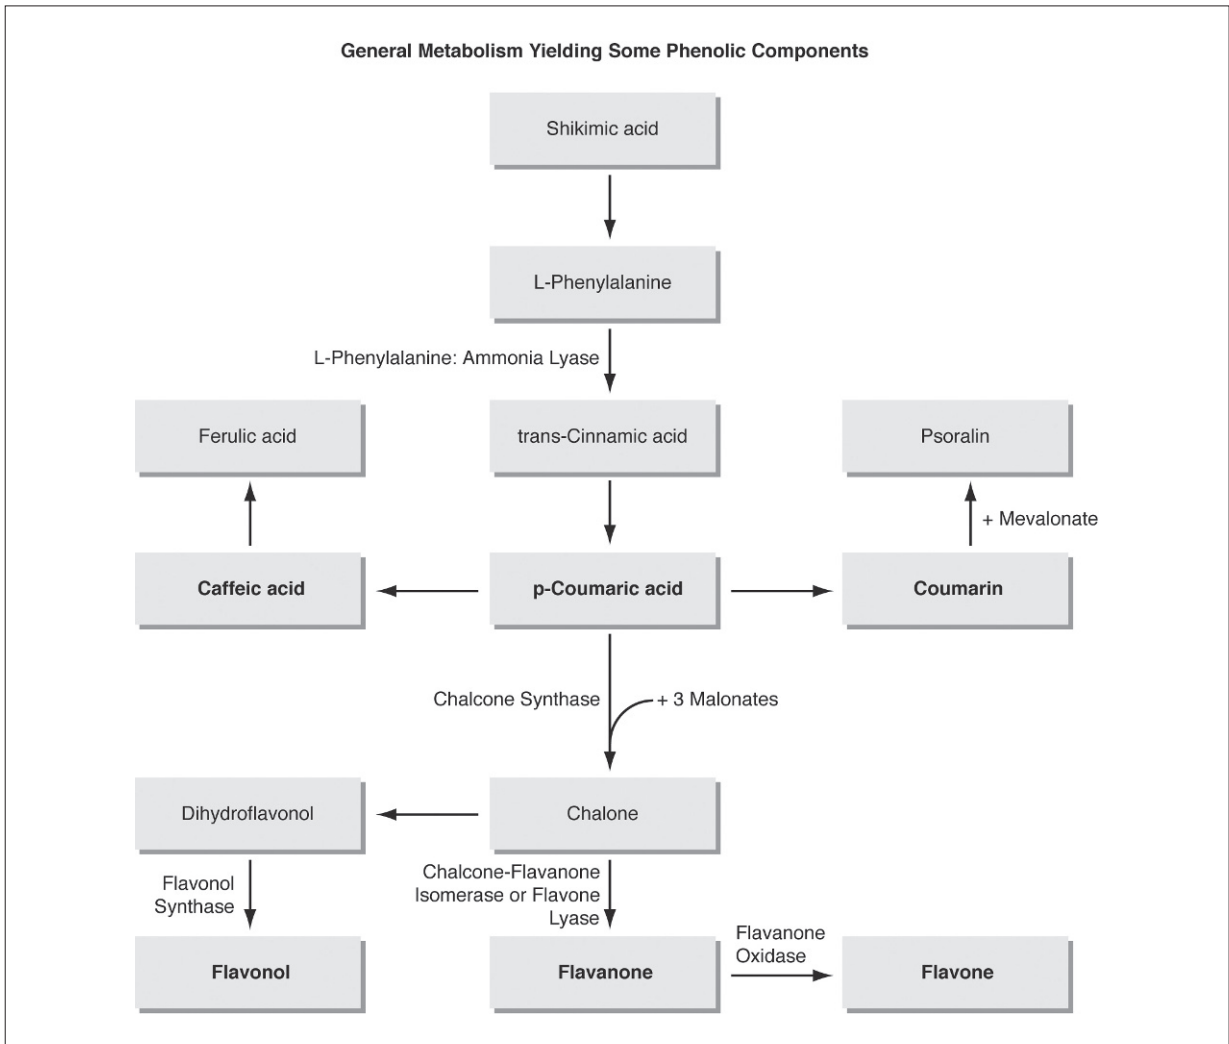 General Metabolism Yielding Some Phenolic Components
Shikimic acid
L-Phenylalanine
L-Phenylalanine: Ammonia Lyase
Ferulic acid
trans-Cinnamic acid
Psoralin
+ Mevalonate
Caffeic acid
p-Coumaric acid
Coumarin
Chalcone Synthase
+ 3 Malonates
Dihydroflavonol
Chalone
Flavonol
Synthase
Chalcone-Flavanone
Isomerase or Flavone
Lyase
Flavanone
Oxidase
Flavonol
Flavanone
Flavone